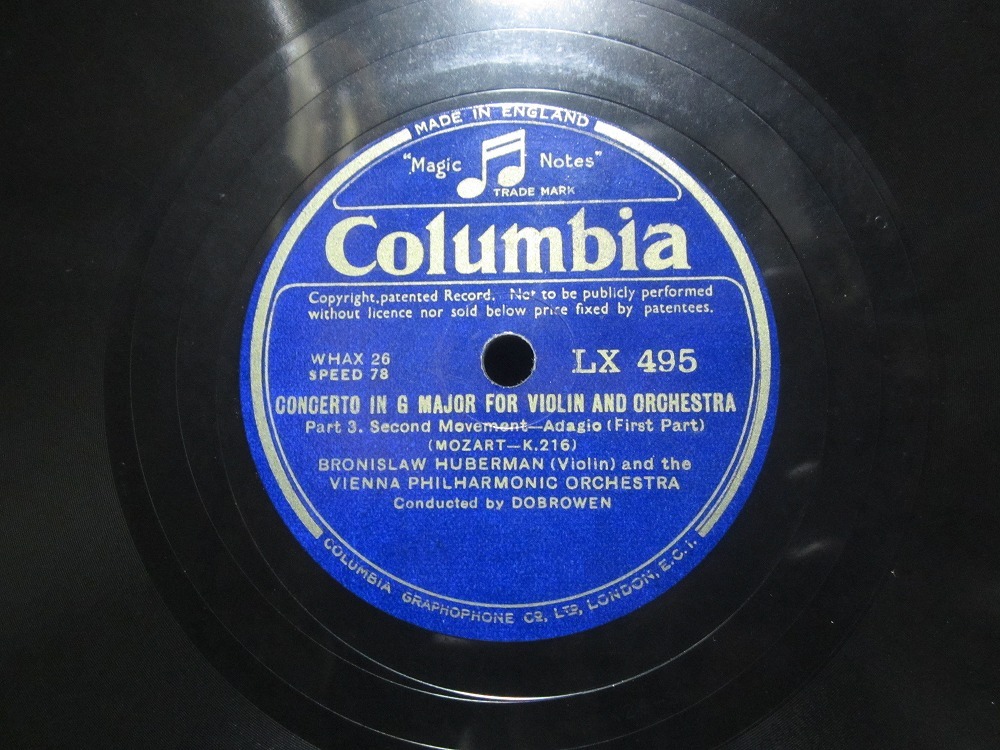 MADE IN ENGLAND
"Magic Notes"
TRADE MARK
Columbia
Copyright, patented Record. Not to be publicly performed
without licence nor sold below price fixed by patentees.
WHAX 26 LX 495
SPEED 78
CONCERTO IN G MAJOR FOR VIOLIN AND ORCHESTRA
Part 3. Second Movement—Adagio (First Part)
(MOZART—K.216)
BRONISLAW HUBERMAN (Violin) and the
VIENNA PHILHARMONIC ORCHESTRA
Conducted by DOBROWEN
COLUMBIA GRAPHOPHONE CO, LTD, LONDON, E.C.1.